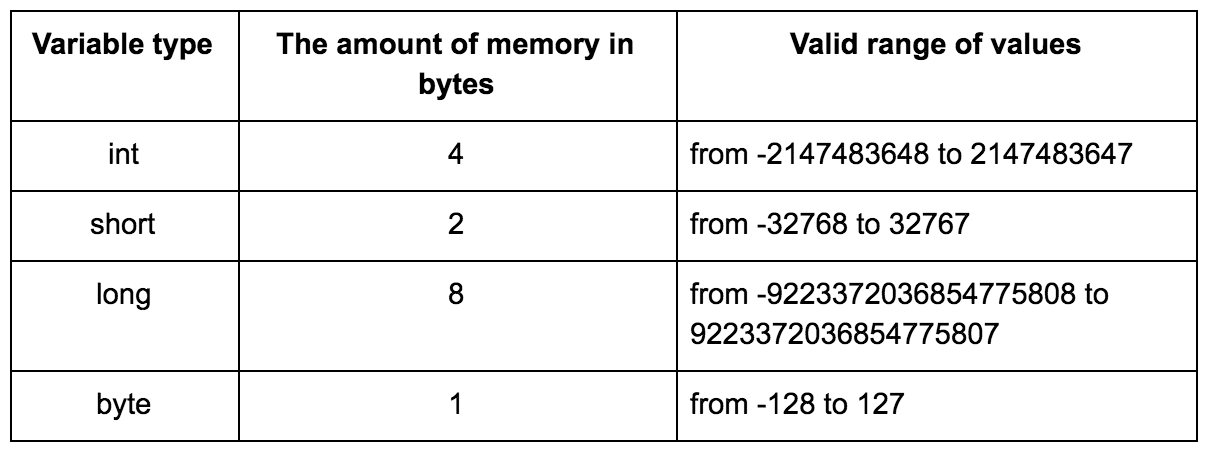 Variable type
The amount of memory in
bytes
Valid range of values
int
4
from -2147483648 to 2147483647
short
2
from -32768 to 32767
long
8
from -9223372036854775808 to
9223372036854775807
byte
1
from -128 to 127